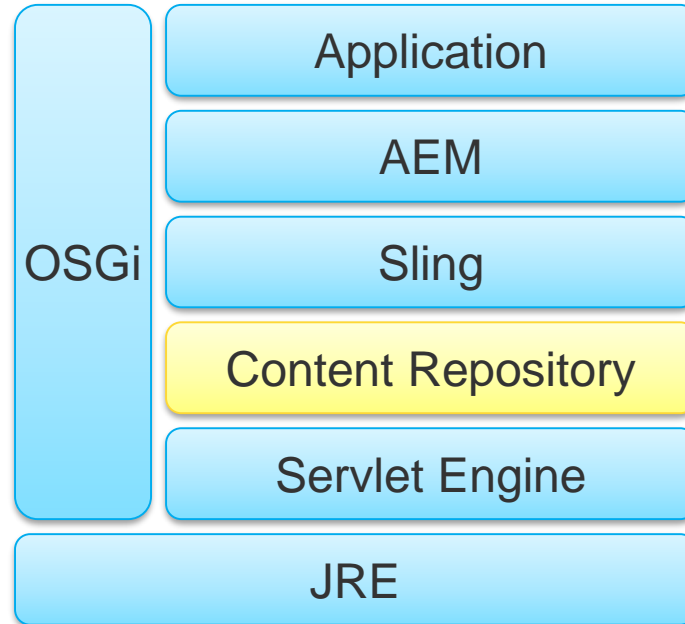 Application
AEM
OSGi
Sling
Content Repository
Servlet Engine
JRE